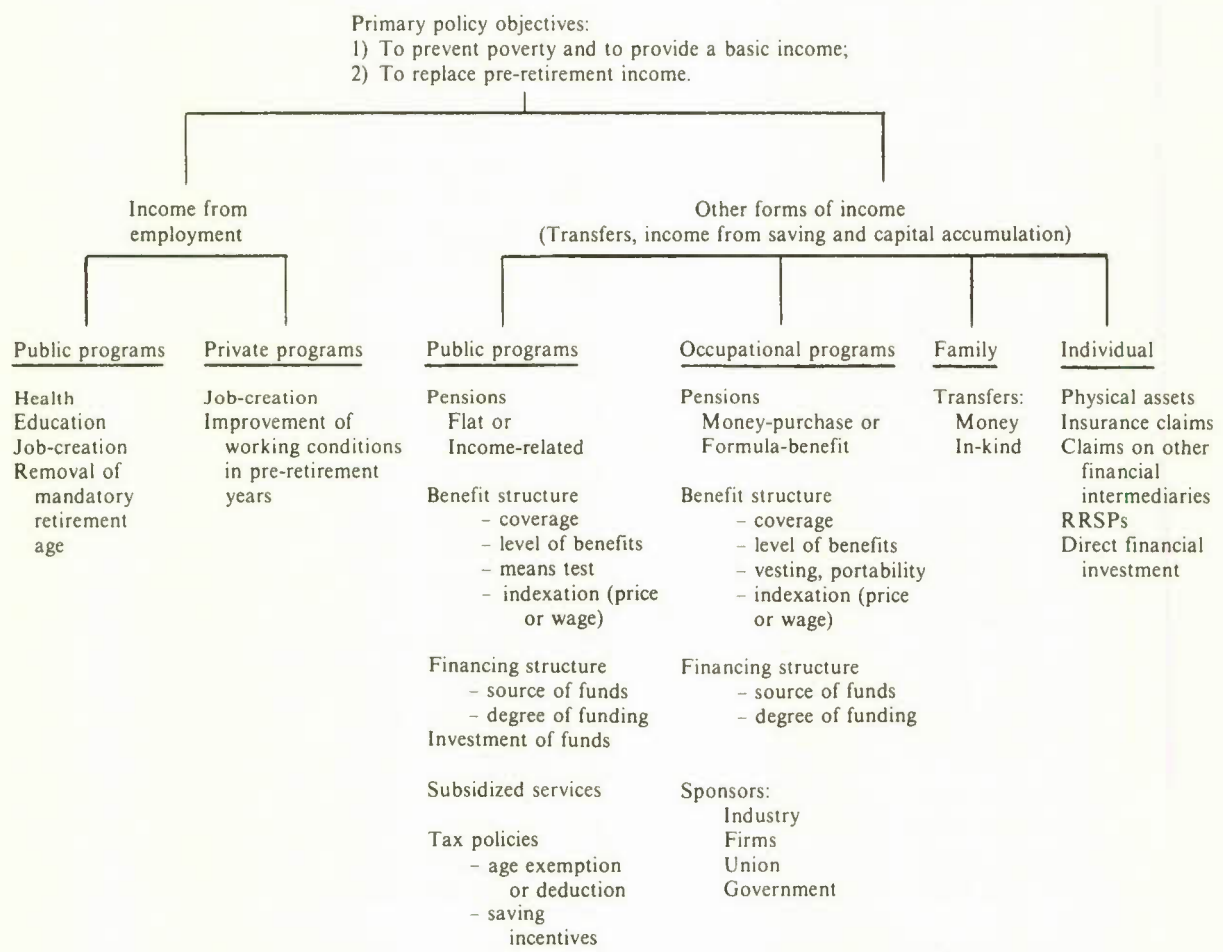 Primary policy objectives:
1) To prevent poverty and to provide a basic income;
2) To replace pre-retirement income.
Income from
employment
Other forms of income
(Transfers, income from saving and capital accumulation)
Public programs
Health
Education
Job-creation
Removal of
mandatory
retirement
age
Private programs
Job-creation
Improvement of
working conditions
in pre-retirement
years
Public programs
Pensions
Flat or
Income-related
Benefit structure
– coverage
– level of benefits
– means test
– indexation (price
or wage)
Financing structure
– source of funds
– degree of funding
Investment of funds
Subsidized services
Tax policies
– age exemption
or deduction
– saving
incentives
Occupational programs
Pensions
Money-purchase or
Formula-benefit
Benefit structure
– coverage
– level of benefits
– vesting, portability
– indexation (price
or wage)
Financing structure
– source of funds
– degree of funding
Sponsors:
Industry
Firms
Union
Government
Family
Transfers:
Money
In-kind
Individual
Physical assets
Insurance claims
Claims on other
financial
intermediaries
RRSPs
Direct financial
investment